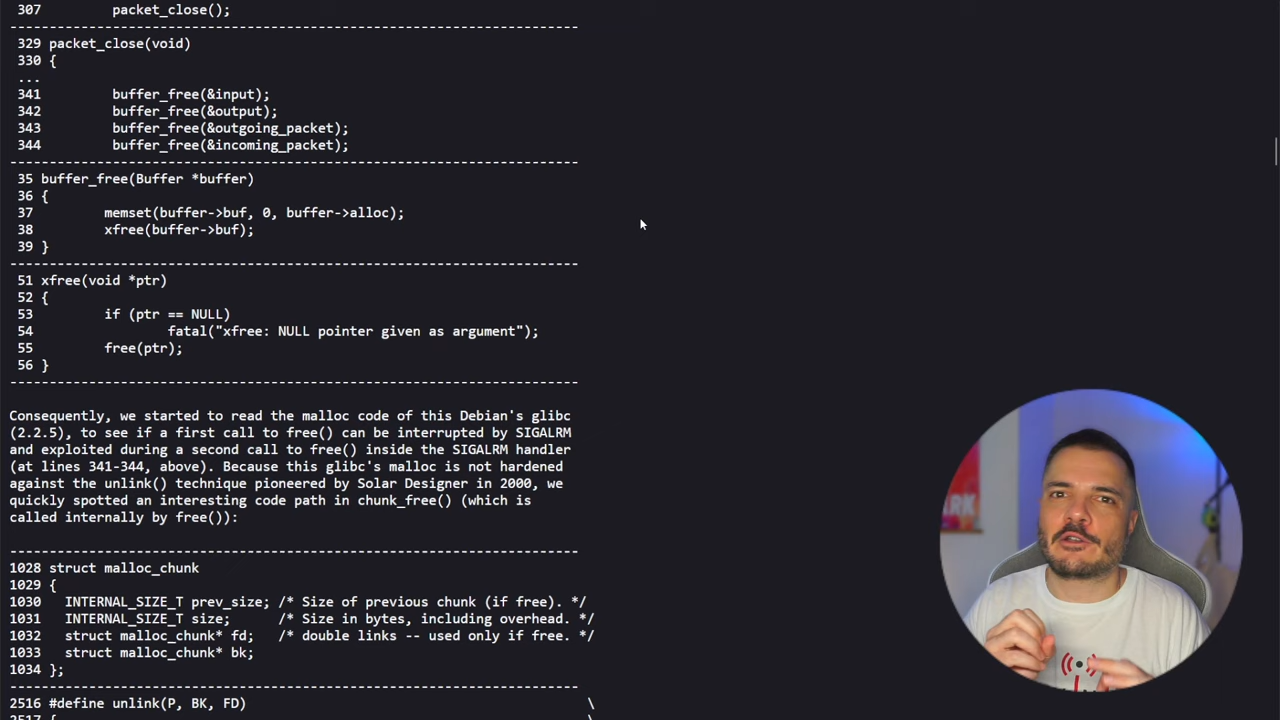 307         packet_close();
--------------------------------------------------------------------------
329 packet_close(void)
330 {
...
341         buffer_free(&input);
342         buffer_free(&output);
343         buffer_free(&outgoing_packet);
344         buffer_free(&incoming_packet);
--------------------------------------------------------------------------
35 buffer_free(Buffer *buffer)
36 {
37         memset(buffer->buf, 0, buffer->alloc);
38         xfree(buffer->buf);
39 }
--------------------------------------------------------------------------
51 xfree(void *ptr)
52 {
53         if (ptr == NULL)
54                 fatal("xfree: NULL pointer given as argument");
55         free(ptr);
56 }
--------------------------------------------------------------------------
Consequently, we started to read the malloc code of this Debian's glibc
(2.2.5), to see if a first call to free() can be interrupted by SIGALRM
and exploited during a second call to free() inside the SIGALRM handler
(at lines 341-344, above). Because this glibc's malloc is not hardened
against the unlink() technique pioneered by Solar Designer in 2000, we
quickly spotted an interesting code path in chunk_free() (which is
called internally by free()):
--------------------------------------------------------------------------
1028 struct malloc_chunk
1029 {
1030   INTERNAL_SIZE_T prev_size; /* Size of previous chunk (if free). */
1031   INTERNAL_SIZE_T size;      /* Size in bytes, including overhead. */
1032   struct malloc_chunk* fd;   /* double links -- used only if free. */
1033   struct malloc_chunk* bk;
1034 };
--------------------------------------------------------------------------
2516 #define unlink(P, BK, FD)                                            \